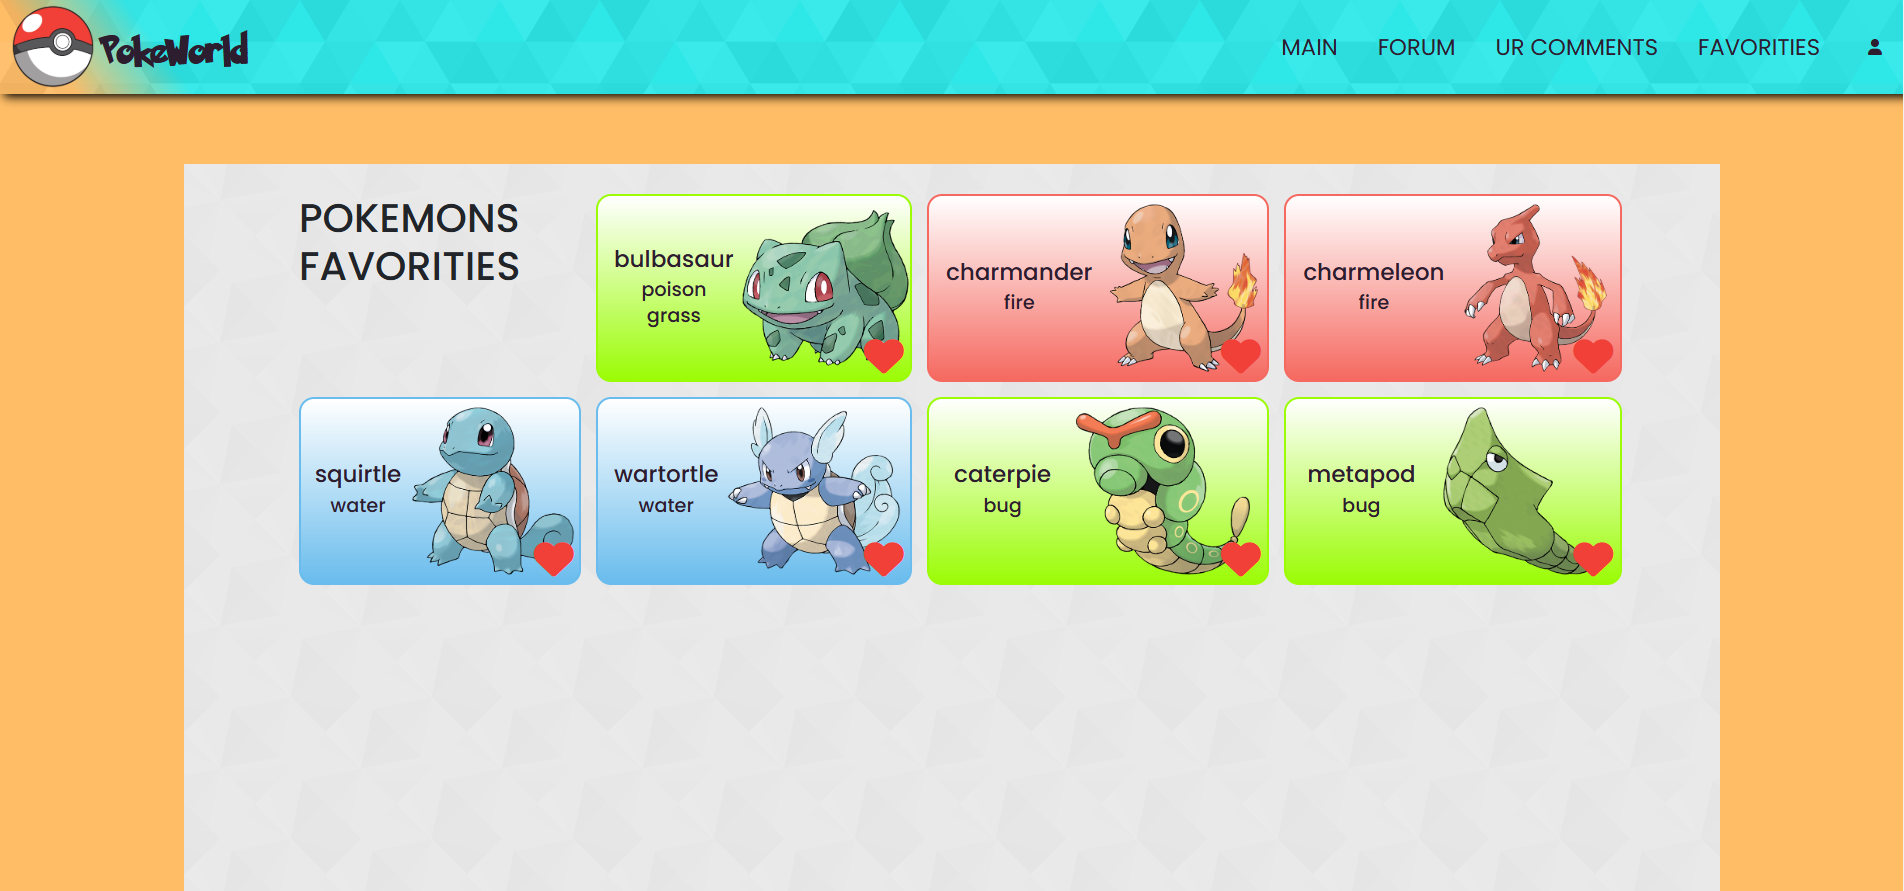 PokeWorld
MAIN
FORUM
UR COMMENTS
FAVORITIES
POKEMONS
FAVORITIES
bulbasaur
poison
grass
charmander
fire
charmeleon
fire
squirtle
water
wartortle
water
caterpie
bug
metapod
bug